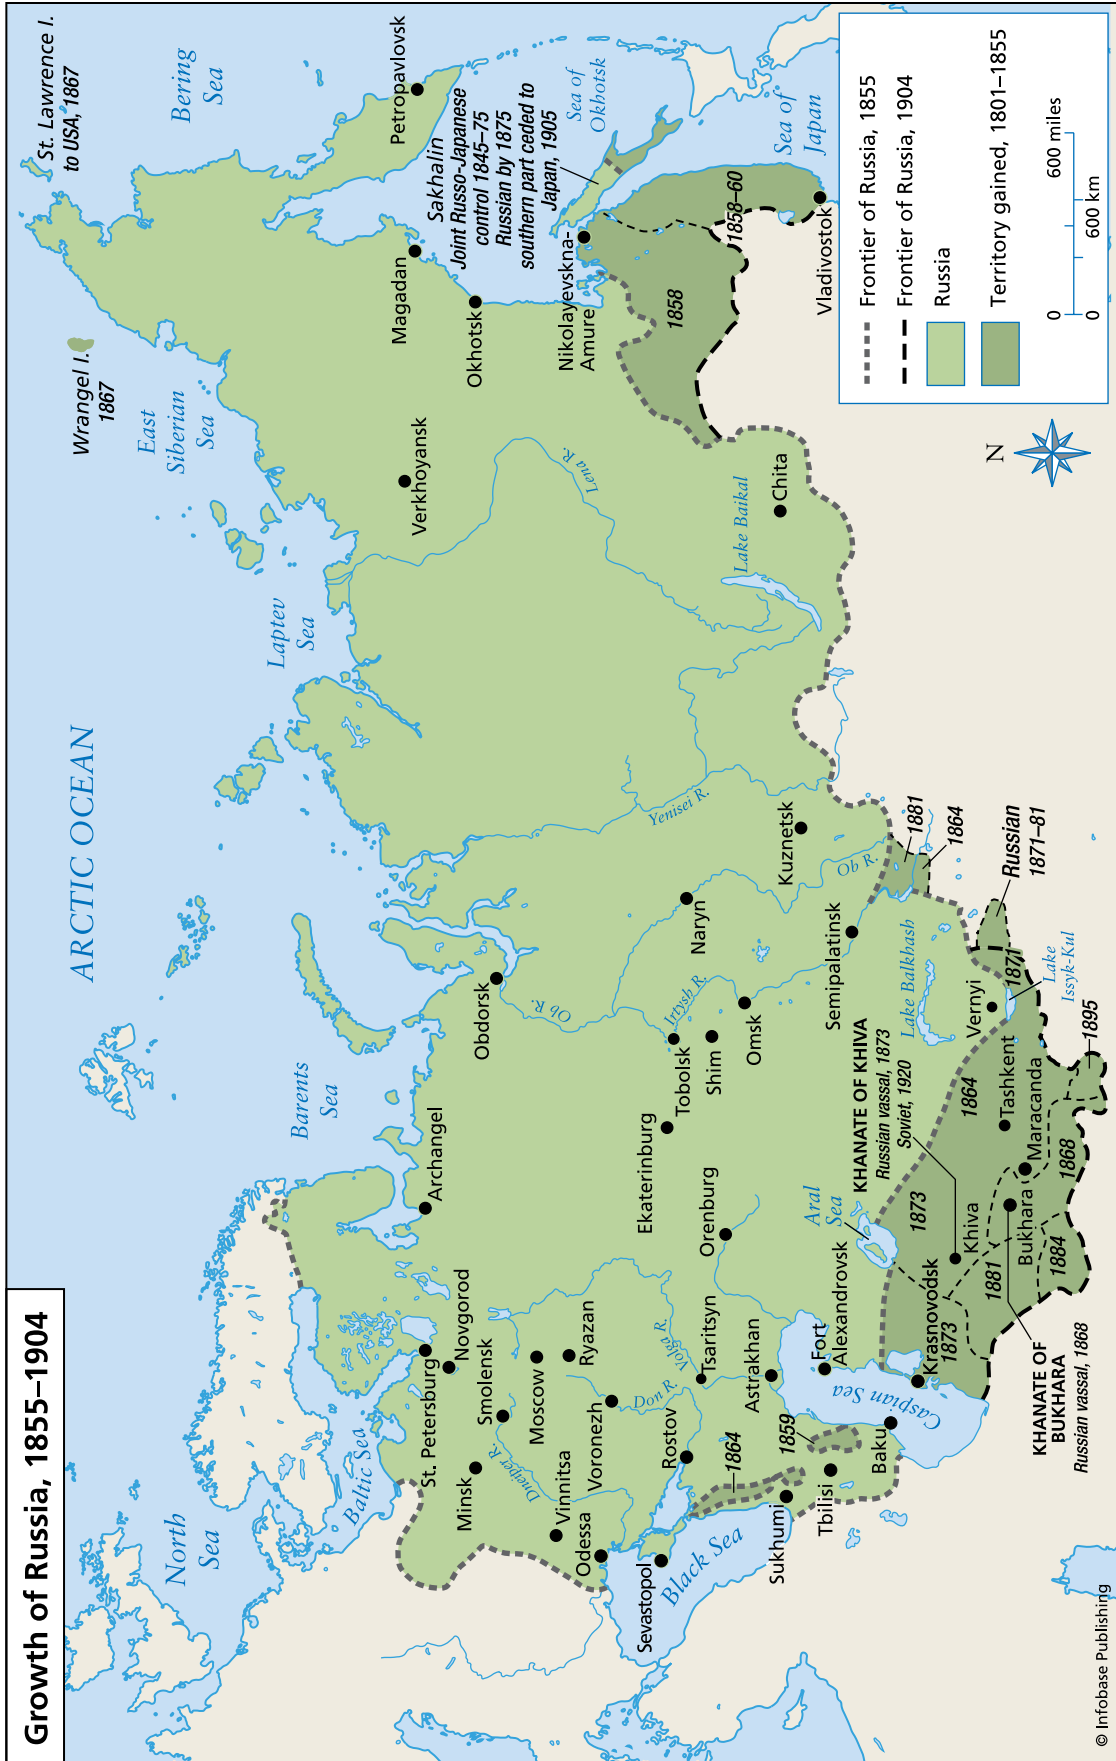 Growth of Russia, 1855–1904
St. Lawrence I.
to USA, 1867
Bering
Sea
Wrangel I.
1867
East
Siberian
Sea
ARCTIC OCEAN
Laptev
Sea
Barents
Sea
North
Sea
Baltic Sea
Petropavlovsk
Sakhalin
Joint Russo-Japanese
control 1845–75
Russian by 1875
southern part ceded to
Japan, 1905
Sea of
Okhotsk
Sea of
Japan
Magadan
Okhotsk
Nikolayevskna-
Amure
Verkhoyansk
Lena R.
1858
1858–60
Vladivostok
Chita
Lake Baikal
Yenisei R.
Kuznetsk
Ob R.
Naryn
Semipalatinsk
Obdorsk
Ob R.
Irtysh R.
Tobolsk
Shim
Omsk
Ekaterinburg
Orenburg
Archangel
St. Petersburg
Novgorod
Smolensk
Moscow
Ryazan
Minsk
Dneiper R.
Vinnitsa
Voronezh
Don R.
Volga R.
Tsaritsyn
Astrakhan
Rostov
Odessa
Sevastopol
Black Sea
Sukhumi
Tbilisi
Baku
1864
1859
Caspian Sea
Fort
Alexandrovsk
Krasnovodsk
1873
Aral
Sea
KHANATE OF KHIVA
Russian vassal, 1873
Soviet, 1920
1873
Khiva
1881
1884
Bukhara
KHANATE OF
BUKHARA
Russian vassal, 1868
1868
Maracanda
Tashkent
1864
1895
Vernyi
1871
Lake
Issyk-Kul
Lake Balkhash
Russian
1871–81
1881
1864
N
Frontier of Russia, 1855
Frontier of Russia, 1904
Russia
Territory gained, 1801–1855
0
600 miles
0
600 km
© Infobase Publishing